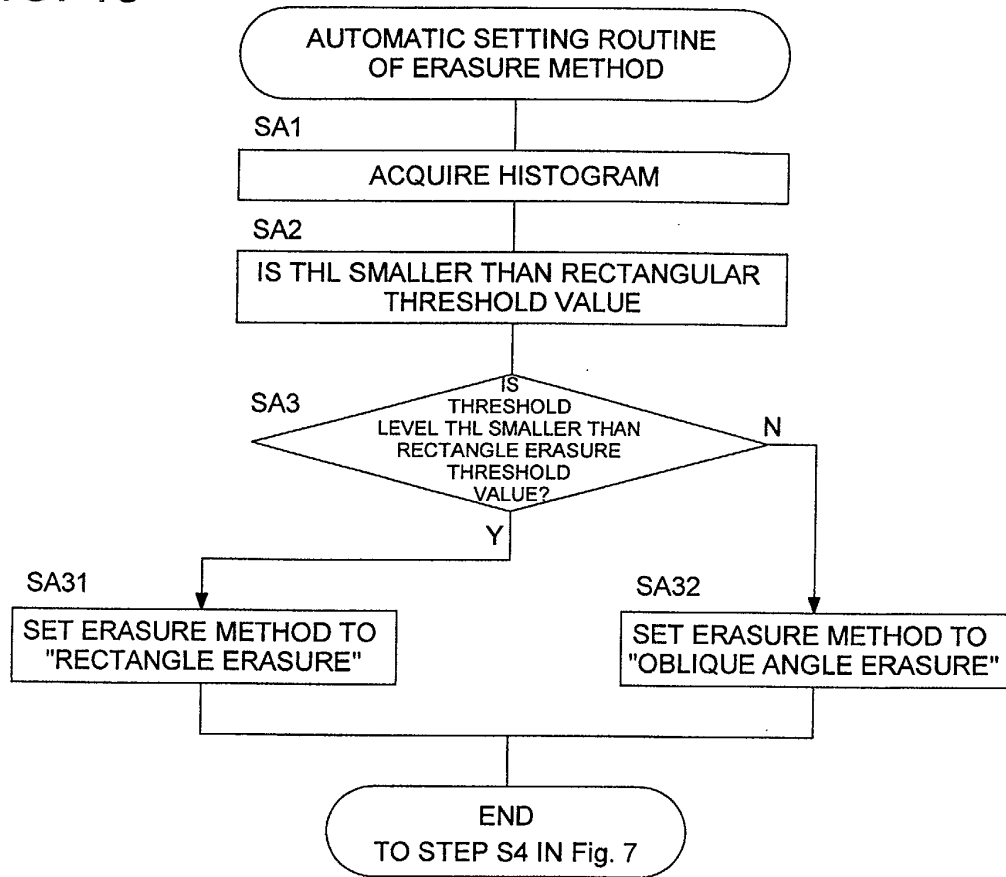 AUTOMATIC SETTING ROUTINE
OF ERASURE METHOD
SA1
ACQUIRE HISTOGRAM
SA2
IS THL SMALLER THAN RECTANGULAR
THRESHOLD VALUE
SA3
IS
THRESHOLD
LEVEL THL SMALLER THAN
RECTANGLE ERASURE
THRESHOLD
VALUE?
N
Y
SA31
SET ERASURE METHOD TO
"RECTANGLE ERASURE"
SA32
SET ERASURE METHOD TO
"OBLIQUE ANGLE ERASURE"
END
TO STEP S4 IN Fig. 7